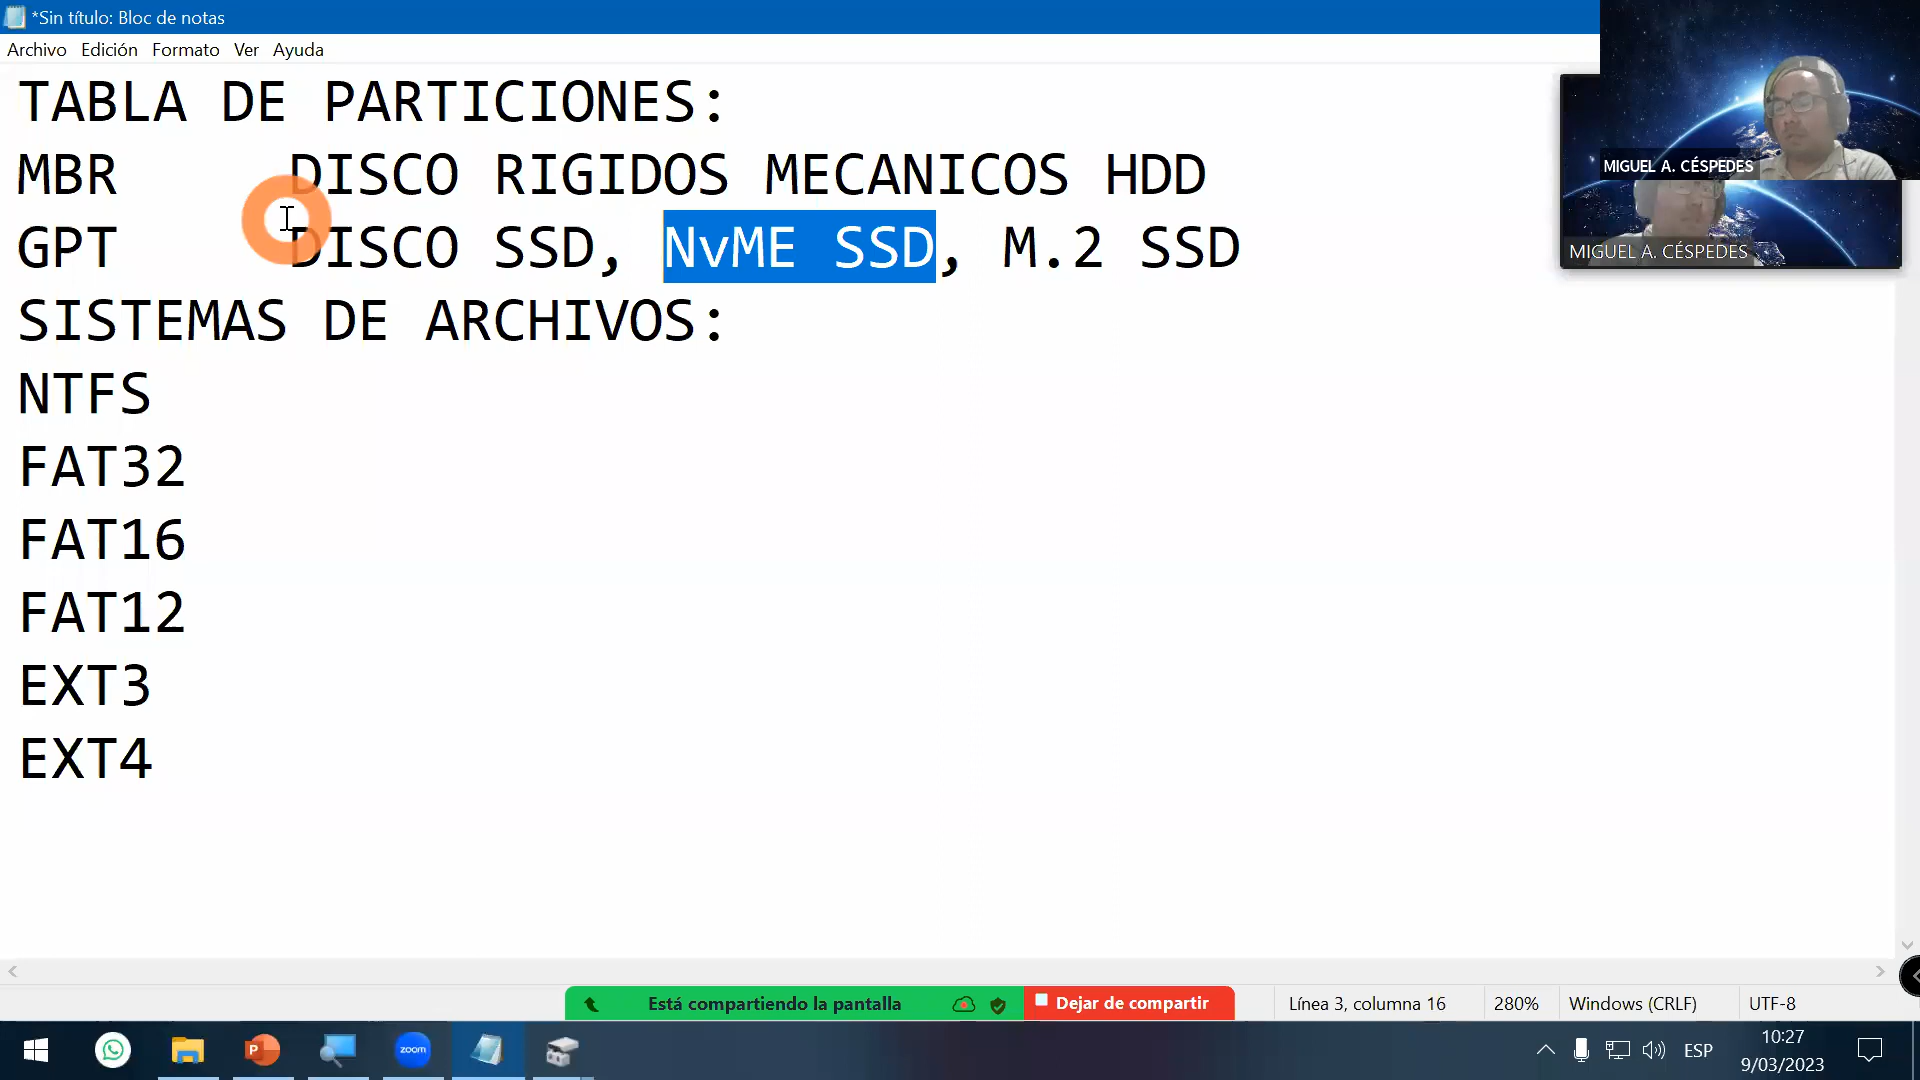 *Sin título: Bloc de notas
Archivo Edición Formato Ver Ayuda
TABLA DE PARTICIONES:
MBR DISCO RIGIDOS MECANICOS HDD
GPT DISCO SSD, NvME SSD, M.2 SSD
SISTEMAS DE ARCHIVOS:
NTFS
FAT32
FAT16
FAT12
EXT3
EXT4
MIGUEL A. CÉSPEDES
MIGUEL A. CÉSPEDES
Está compartiendo la pantalla
Dejar de compartir
Línea 3, columna 16
280%
Windows (CRLF)
UTF-8
zoom
ESP
10:27
9/03/2023